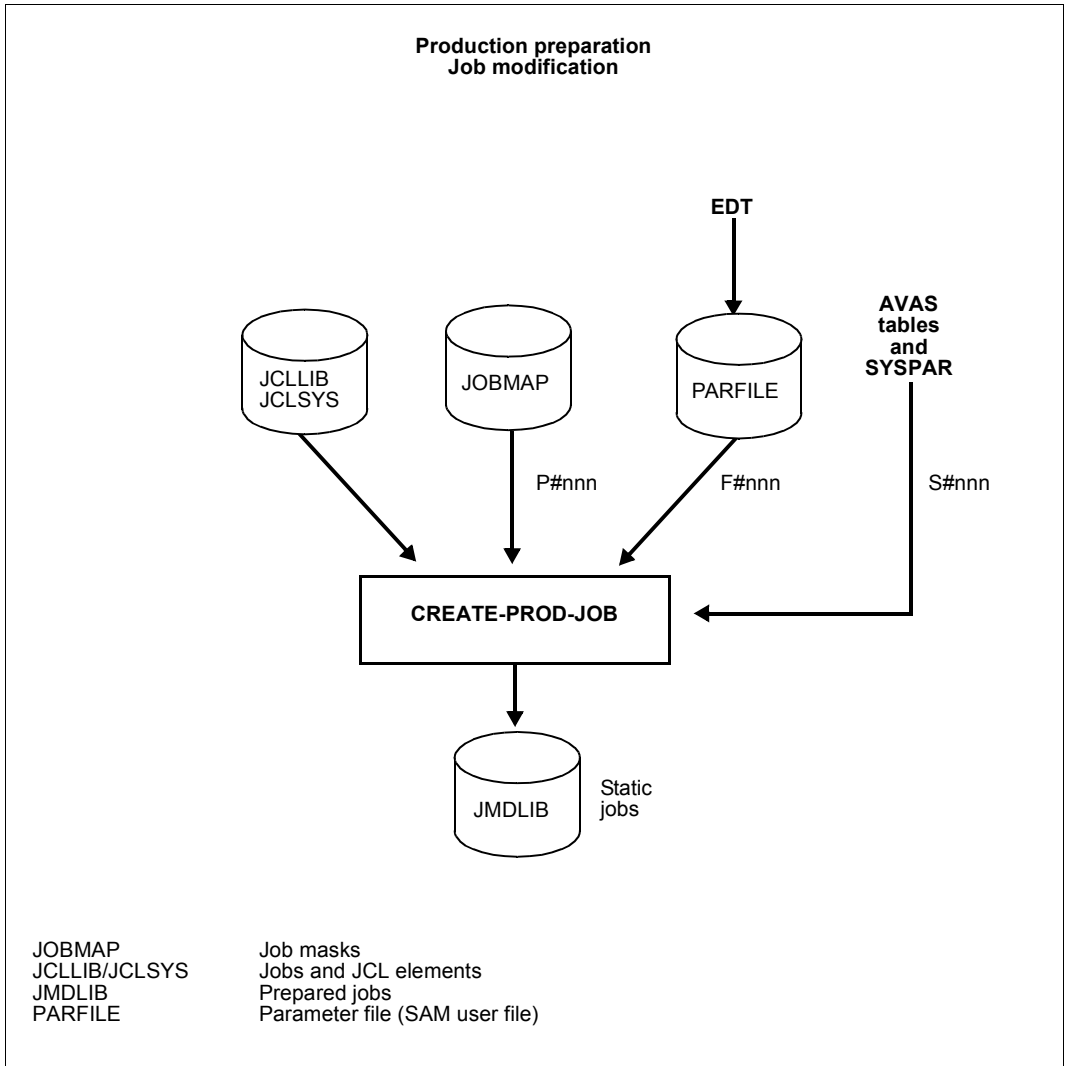 Production preparation
Job modification
EDT
AVAS
tables
and
SYSPAR
JCLLIB
JCLSYS
JOBMAP
PARFILE
P#nnn
F#nnn
S#nnn
CREATE-PROD-JOB
JMDLIB
Static
jobs
JOBMAP Job masks
JCLLIB/JCLSYS Jobs and JCL elements
JMDLIB Prepared jobs
PARFILE Parameter file (SAM user file)